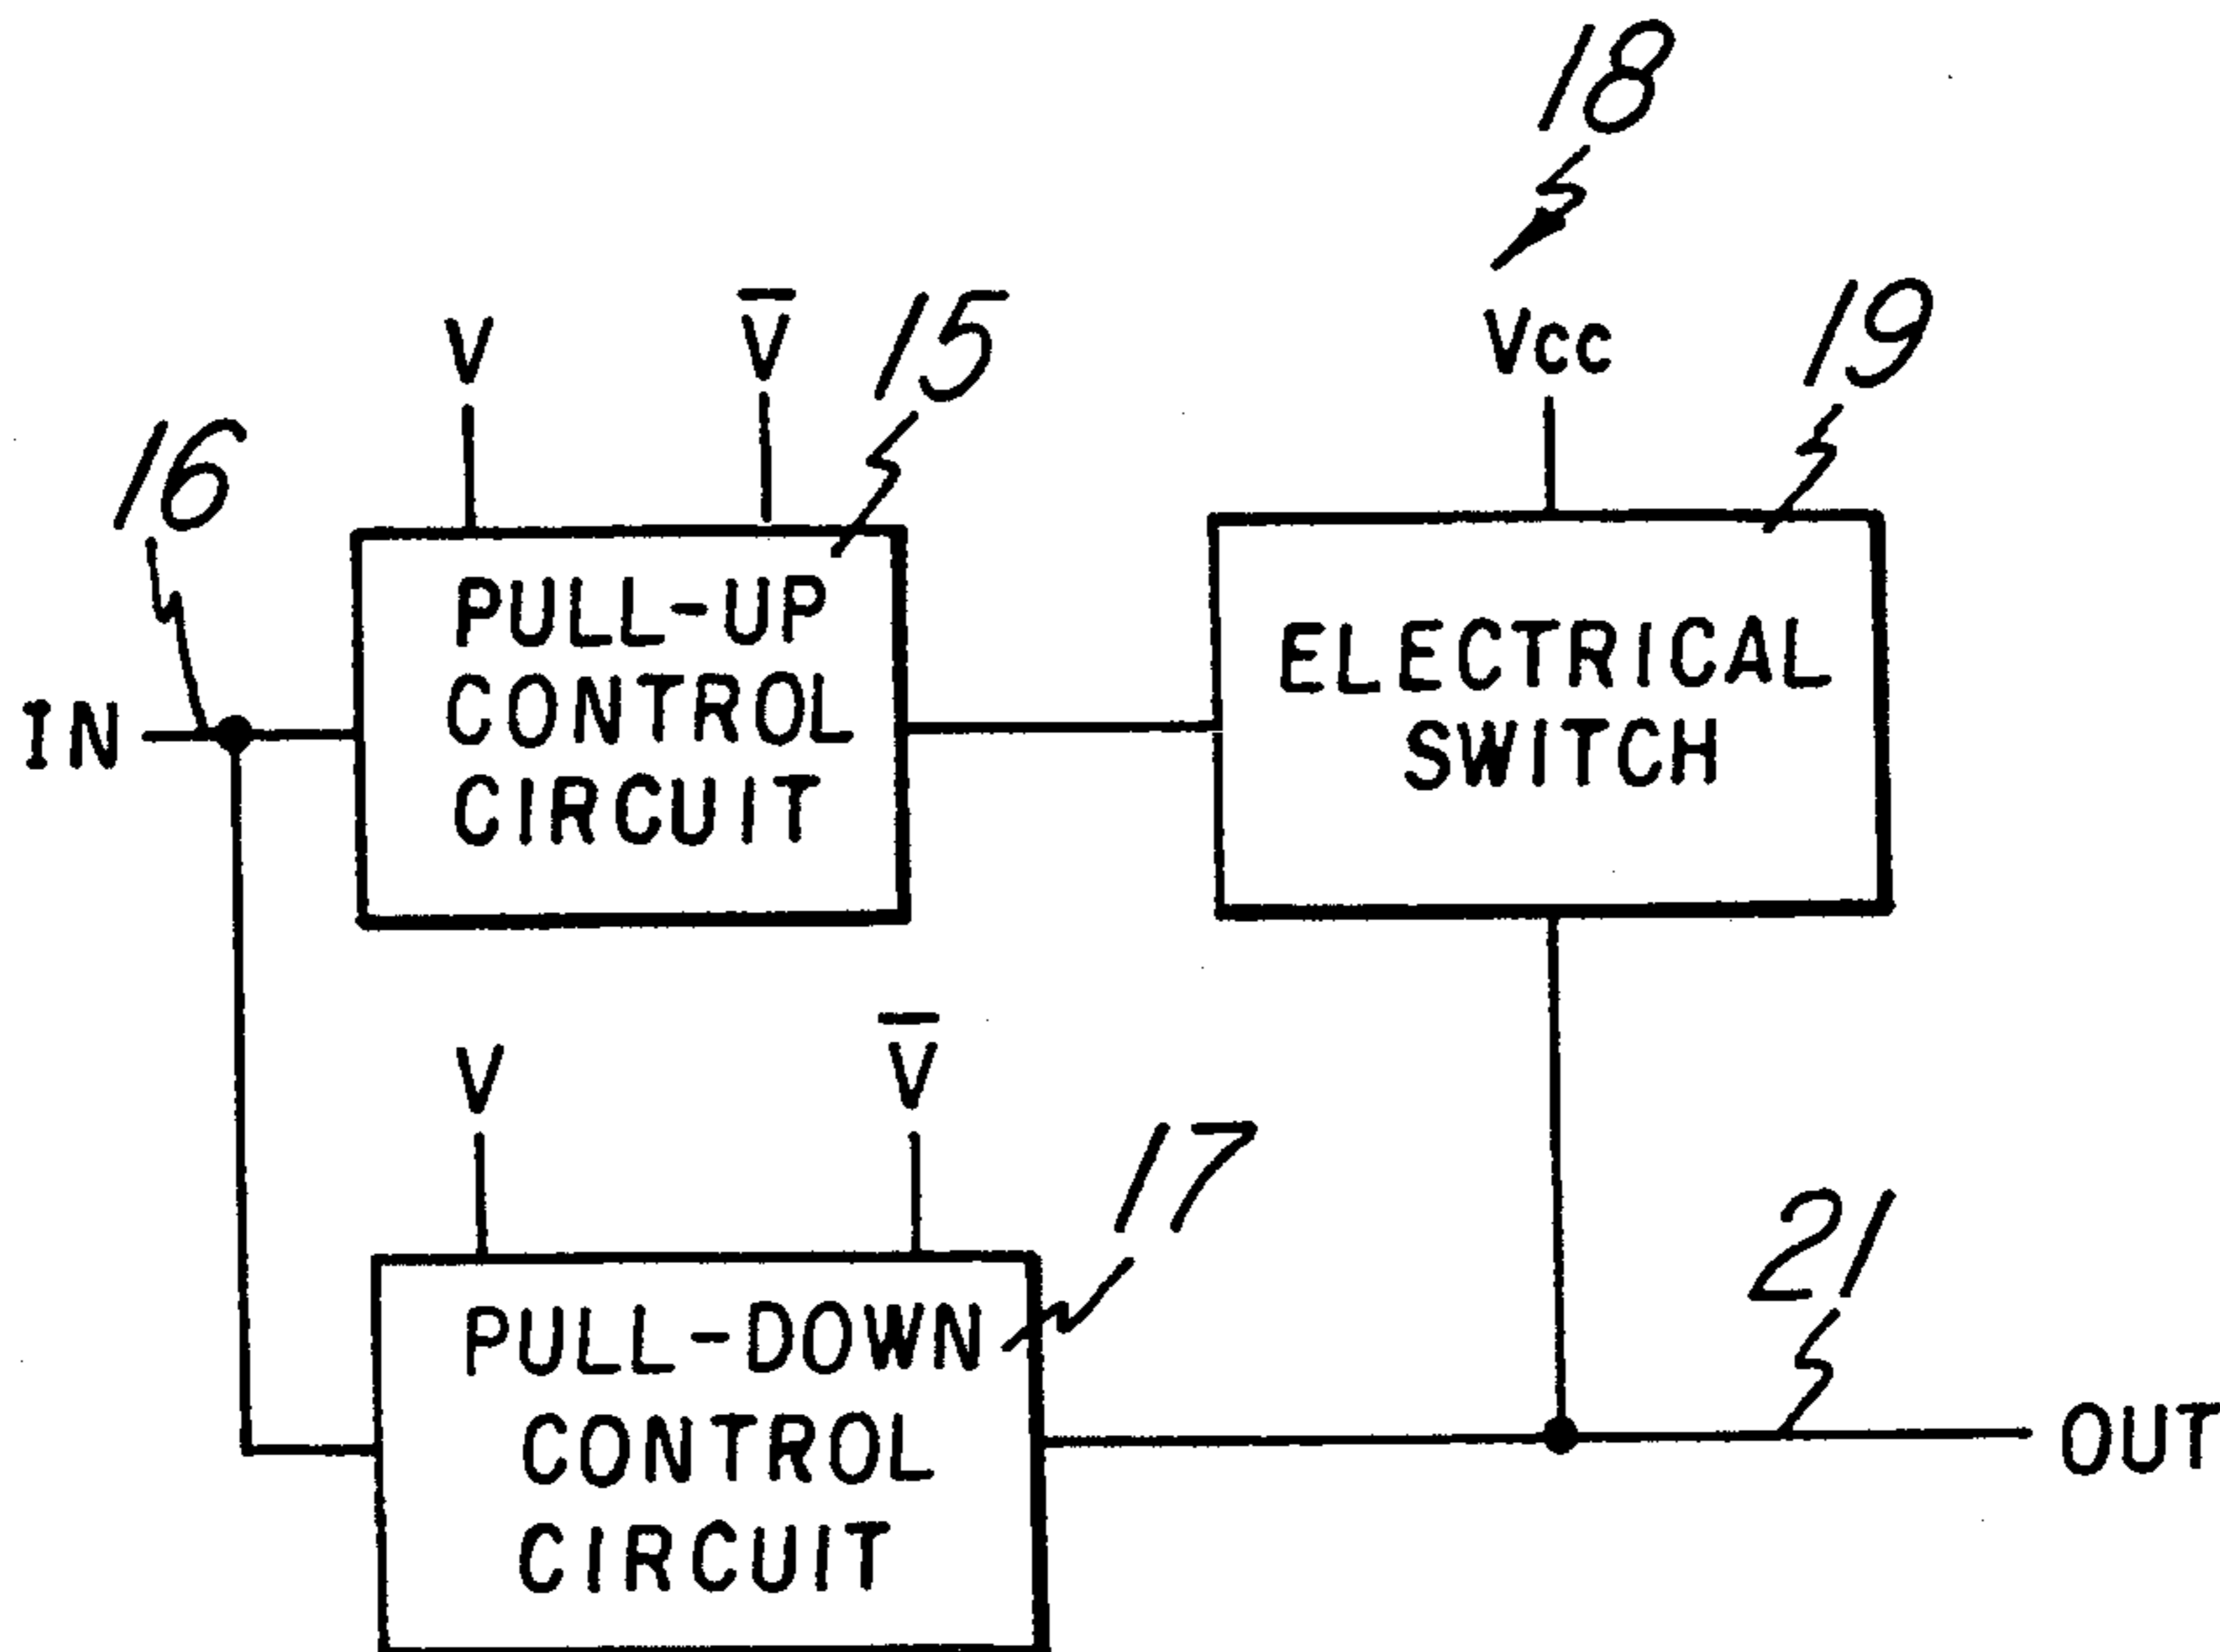 18
V
V̅
15
Vcc
19
16
PULL-UP
CONTROL
CIRCUIT
ELECTRICAL
SWITCH
IN
V
V̅
17
21
PULL-DOWN
CONTROL
CIRCUIT
OUT